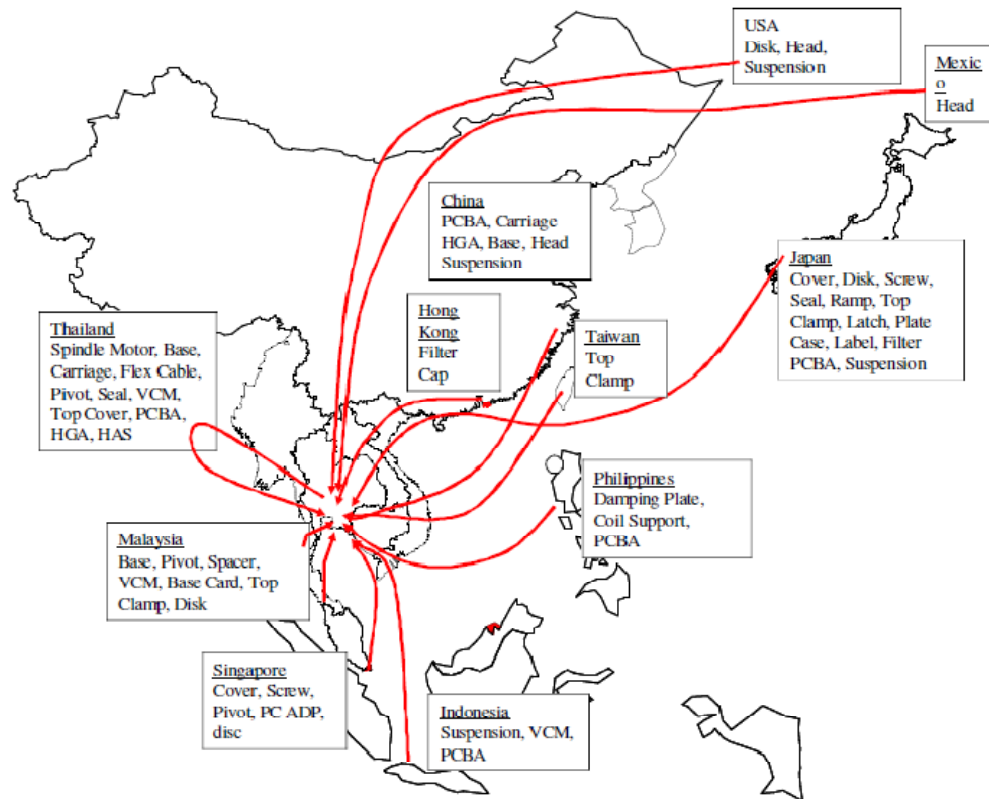 USA
Disk, Head,
Suspension
Mexic
o
Head
China
PCBA, Carriage
HGA, Base, Head
Suspension
Japan
Cover, Disk, Screw,
Seal, Ramp, Top
Clamp, Latch, Plate
Case, Label, Filter
PCBA, Suspension
Hong
Kong
Filter
Cap
Taiwan
Top
Clamp
Thailand
Spindle Motor, Base,
Carriage, Flex Cable,
Pivot, Seal, VCM,
Top Cover, PCBA,
HGA, HAS
Philippines
Damping Plate,
Coil Support,
PCBA
Malaysia
Base, Pivot, Spacer,
VCM, Base Card, Top
Clamp, Disk
Singapore
Cover, Screw,
Pivot, PC ADP,
disc
Indonesia
Suspension, VCM,
PCBA